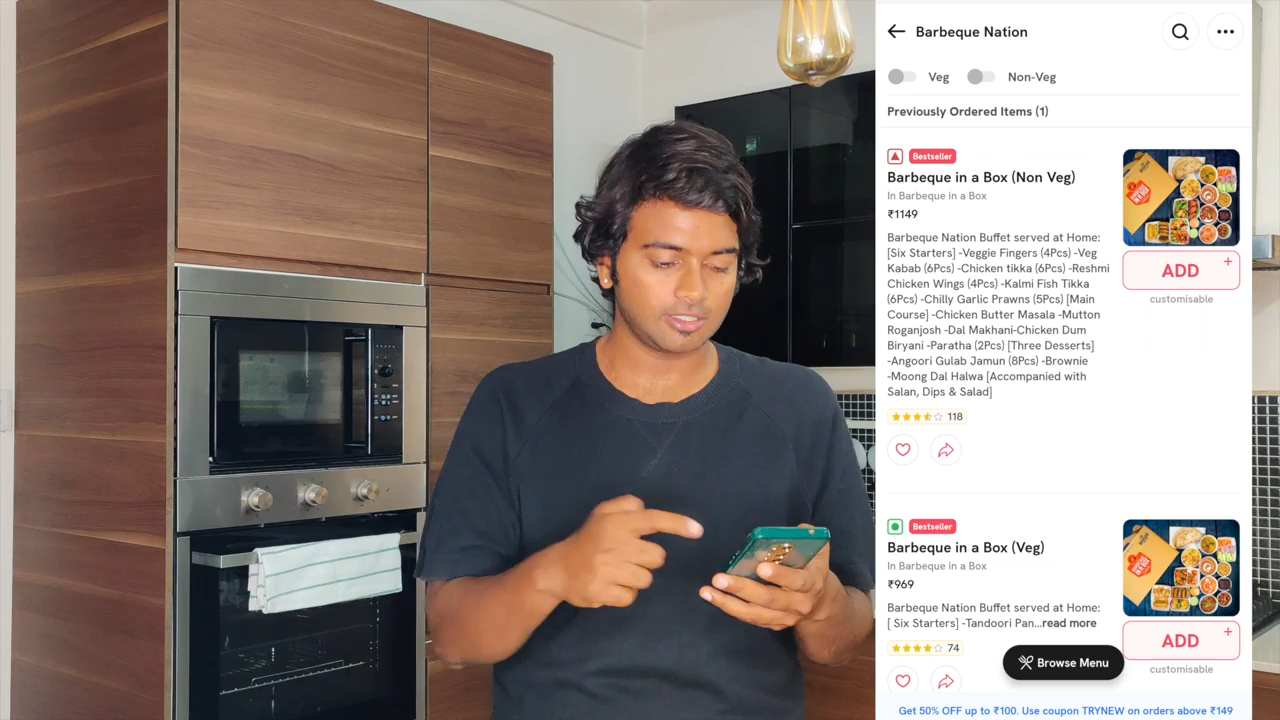 Barbeque Nation
Veg
Non-Veg
Previously Ordered Items (1)
Bestseller
Barbeque in a Box (Non Veg)
In Barbeque in a Box
₹1149
Barbeque Nation Buffet served at Home:
[Six Starters] -Veggie Fingers (4Pcs) -Veg
Kabab (6Pcs) -Chicken tikka (6Pcs) -Reshmi
Chicken Wings (4Pcs) -Kalmi Fish Tikka
(6Pcs) -Chilly Garlic Prawns (5Pcs) [Main
Course] -Chicken Butter Masala -Mutton
Roganjosh -Dal Makhani-Chicken Dum
Biryani -Paratha (2Pcs) [Three Desserts]
-Angoori Gulab Jamun (8Pcs) -Brownie
-Moong Dal Halwa [Accompanied with
Salan, Dips & Salad]
118
ADD +
customisable
Bestseller
Barbeque in a Box (Veg)
In Barbeque in a Box
₹969
Barbeque Nation Buffet served at Home:
[ Six Starters] -Tandoori Pan...read more
74
ADD +
customisable
Browse Menu
Get 50% OFF up to ₹100. Use coupon TRYNEW on orders above ₹149